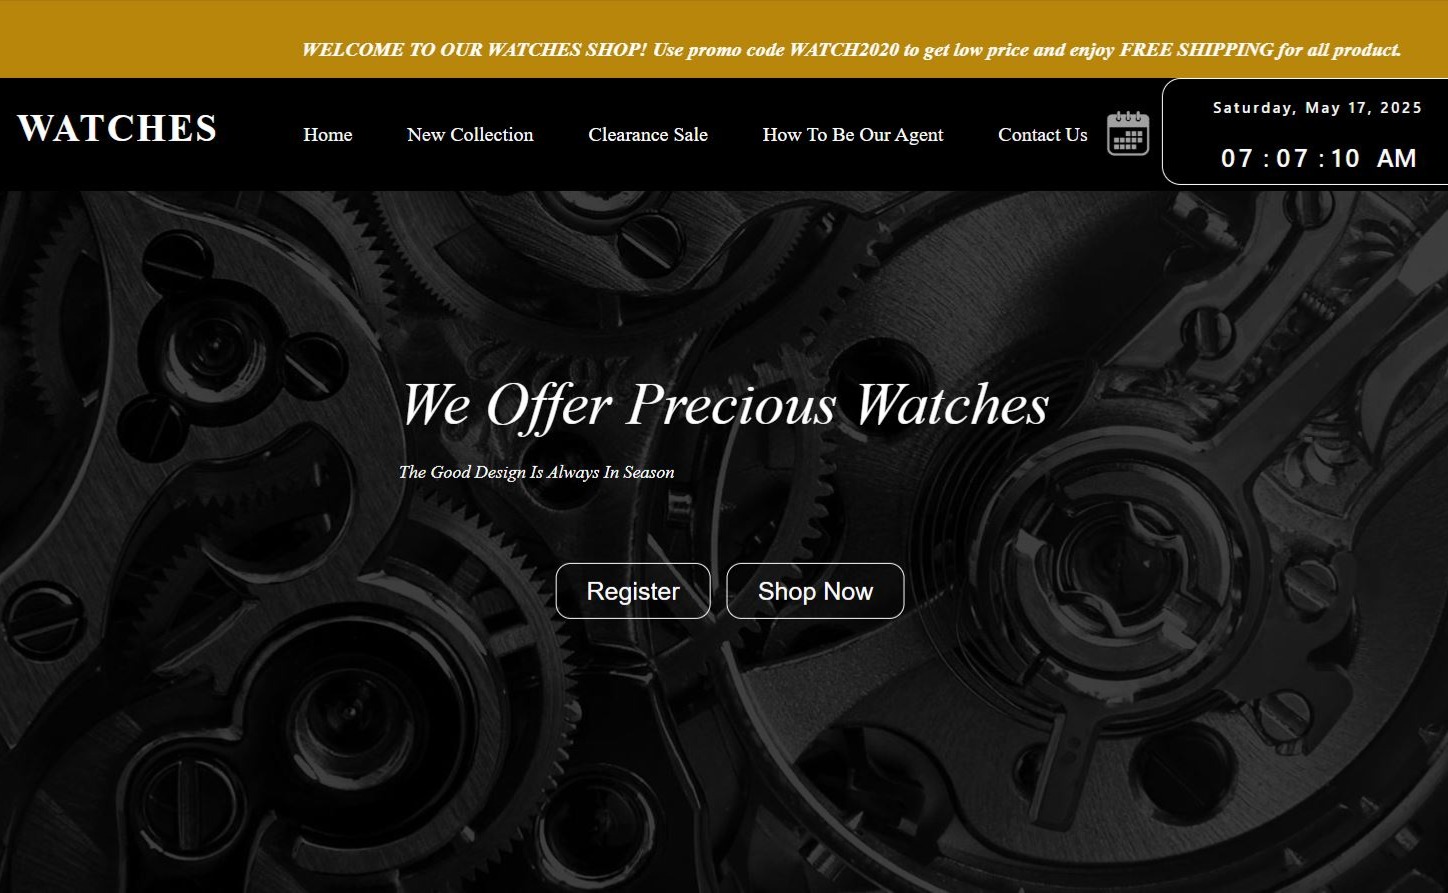 WELCOME TO OUR WATCHES SHOP! Use promo code WATCH2020 to get low price and enjoy FREE SHIPPING for all product.
WATCHES
Home
New Collection
Clearance Sale
How To Be Our Agent
Contact Us
Saturday, May 17, 2025
07 : 07 : 10 AM
We Offer Precious Watches
The Good Design Is Always In Season
Register
Shop Now